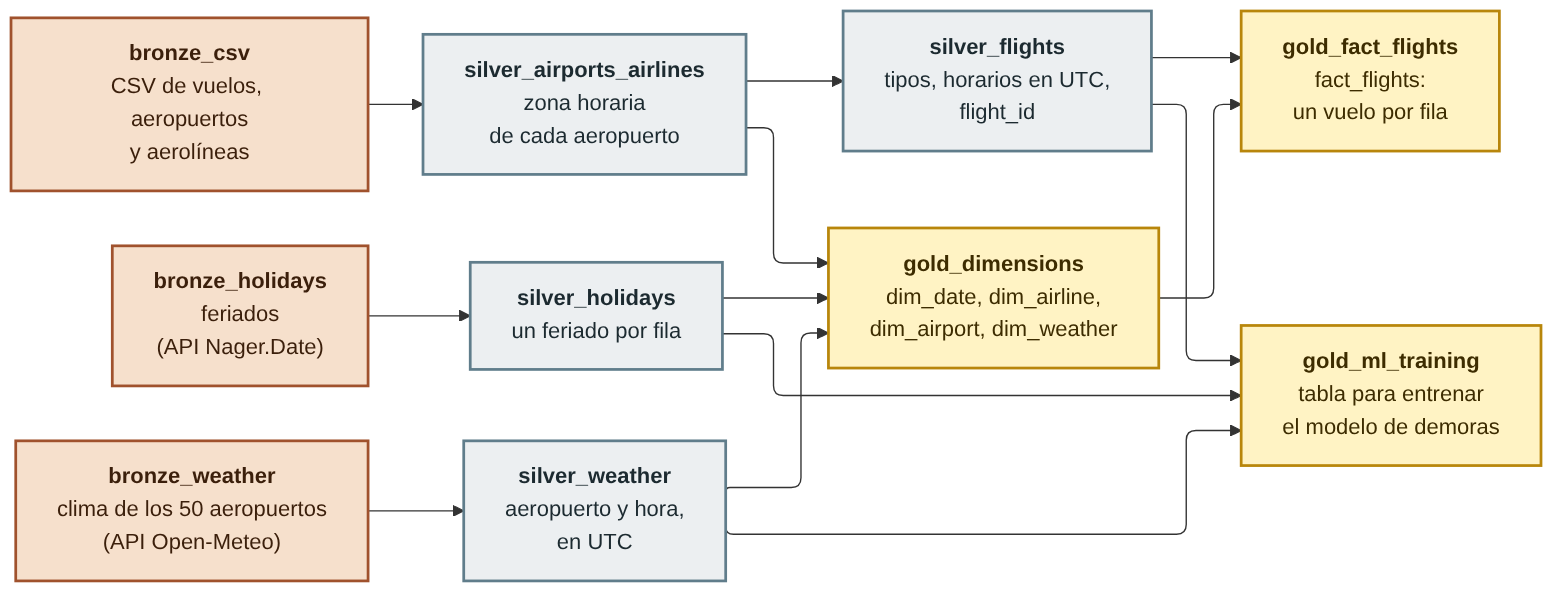 bronze_csv
CSV de vuelos,
aeropuertos
y aerolíneas
silver_airports_airlines
zona horaria
de cada aeropuerto
silver_flights
tipos, horarios en UTC,
flight_id
gold_fact_flights
fact_flights:
un vuelo por fila
bronze_holidays
feriados
(API Nager.Date)
silver_holidays
un feriado por fila
gold_dimensions
dim_date, dim_airline,
dim_airport, dim_weather
gold_ml_training
tabla para entrenar
el modelo de demoras
bronze_weather
clima de los 50 aeropuertos
(API Open-Meteo)
silver_weather
aeropuerto y hora,
en UTC